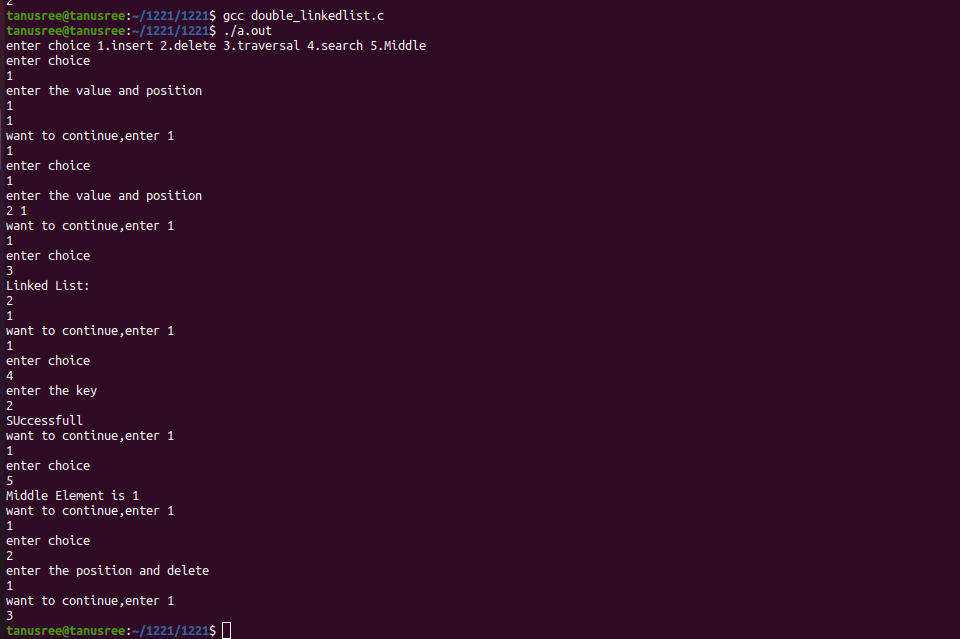 2
tanusree@tanusree:~/1221/1221$ gcc double_linkedlist.c
tanusree@tanusree:~/1221/1221$ ./a.out
enter choice 1.insert 2.delete 3.traversal 4.search 5.Middle
enter choice
1
enter the value and position
1
1
want to continue,enter 1
1
enter choice
1
enter the value and position
2 1
want to continue,enter 1
1
enter choice
3
Linked List:
2
1
want to continue,enter 1
1
enter choice
4
enter the key
2
SUccessfull
want to continue,enter 1
1
enter choice
5
Middle Element is 1
want to continue,enter 1
1
enter choice
2
enter the position and delete
1
want to continue,enter 1
3
tanusree@tanusree:~/1221/1221$